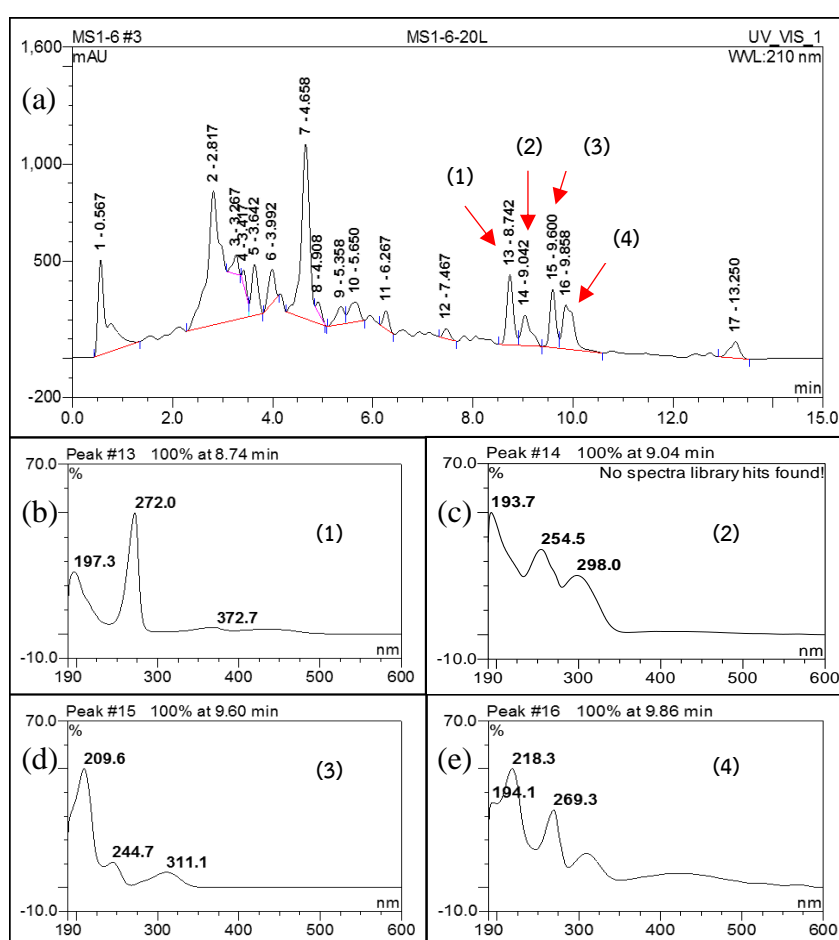 MS1-6 #3 MS1-6-20L UV_VIS_1
1,600
mAU WVL:210 nm
(a)
1 - 0.567
2 - 2.817
3 - 3.267
4 - 3.417
5 - 3.642
6 - 3.992
7 - 4.658
8 - 4.908
9 - 5.358
10 - 5.650
11 - 6.267
12 - 7.467
13 - 8.742
14 - 9.042
15 - 9.600
16 - 9.858
17 - 13.250
(1)
(2)
(3)
(4)
1,000
500
-200
min
0.0 2.0 4.0 6.0 8.0 10.0 12.0 15.0
Peak #13 100% at 8.74 min
70.0
%
(b)
272.0
(1)
197.3
372.7
-10.0
nm
190 300 400 500 600
Peak #14 100% at 9.04 min
70.0
% No spectra library hits found!
(c)
193.7
(2)
254.5
298.0
-10.0
nm
190 300 400 500 600
Peak #15 100% at 9.60 min
70.0
%
(d)
209.6
(3)
244.7
311.1
-10.0
nm
190 300 400 500 600
Peak #16 100% at 9.86 min
70.0
%
(e)
218.3
(4)
194.1
269.3
-10.0
nm
190 300 400 500 600